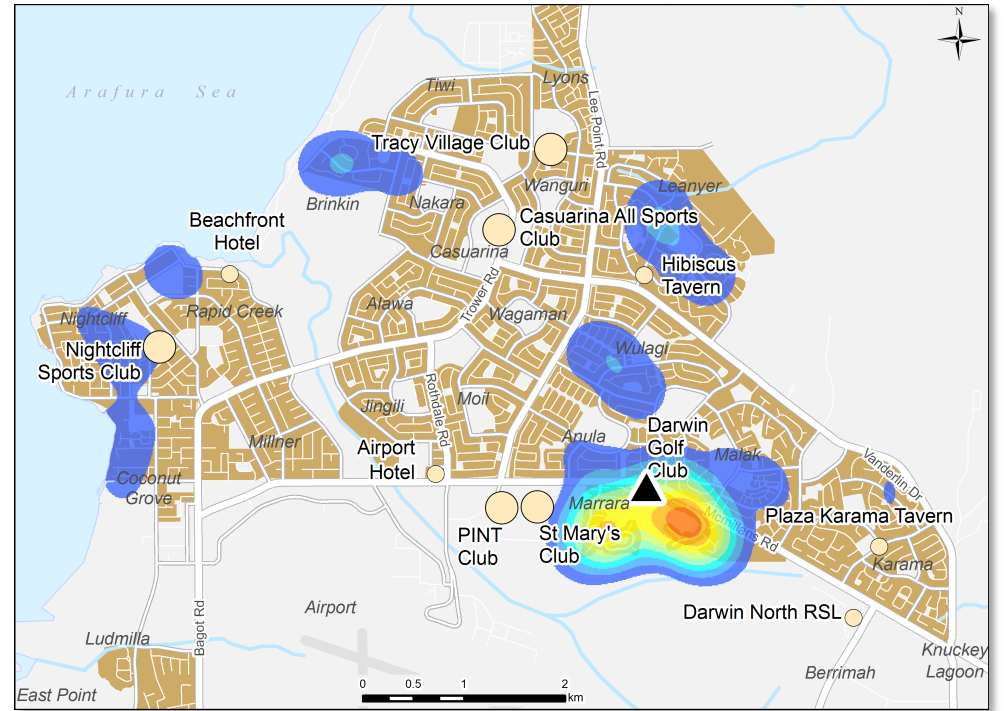 N
Arafura Sea
Tiwi
Lyons
Lee Point Rd
Tracy Village Club
Wanguri
Leanyer
Brinkin
Nakara
Beachfront
Hotel
Casuarina All Sports
Club
Casuarina
Hibiscus
Tavern
Trower Rd
Alawa
Rapid Creek
Wagaman
Nightcliff
Nightcliff
Sports Club
Wulagi
Rothdale Rd
Moil
Jingili
Millner
Anula
Darwin
Golf
Club
Malak
Airport
Hotel
Vanderlin Dr
Coconut
Grove
Marrara
Mcmillans Rd
Plaza Karama Tavern
PINT
Club
St Mary's
Club
Karama
Airport
Bagot Rd
Darwin North RSL
Ludmilla
Knuckey
Lagoon
Berrimah
East Point
0 0.5 1 2
km